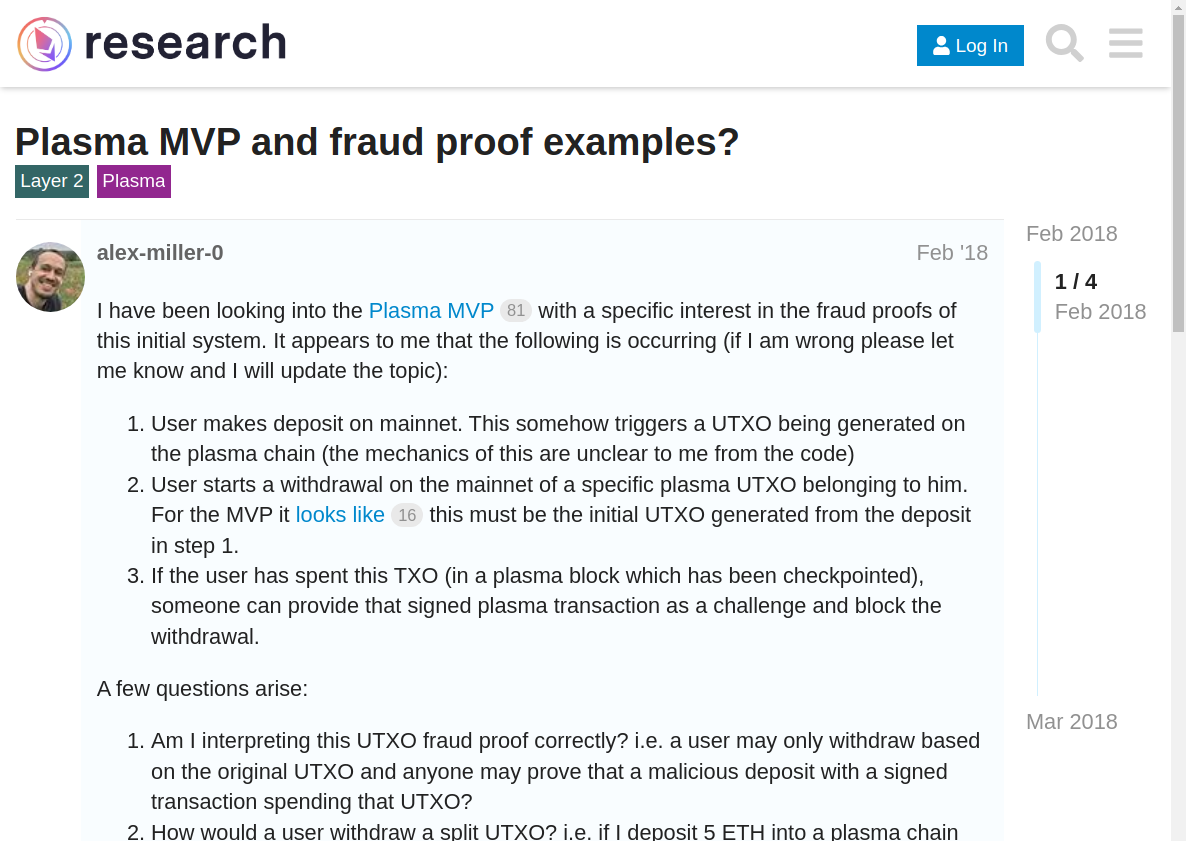 research
Log In
Plasma MVP and fraud proof examples?
Layer 2 Plasma
alex-miller-0 Feb '18
I have been looking into the Plasma MVP 81 with a specific interest in the fraud proofs of
this initial system. It appears to me that the following is occurring (if I am wrong please let
me know and I will update the topic):
1. User makes deposit on mainnet. This somehow triggers a UTXO being generated on
the plasma chain (the mechanics of this are unclear to me from the code)
2. User starts a withdrawal on the mainnet of a specific plasma UTXO belonging to him.
For the MVP it looks like 16 this must be the initial UTXO generated from the deposit
in step 1.
3. If the user has spent this TXO (in a plasma block which has been checkpointed),
someone can provide that signed plasma transaction as a challenge and block the
withdrawal.
A few questions arise:
1. Am I interpreting this UTXO fraud proof correctly? i.e. a user may only withdraw based
on the original UTXO and anyone may prove that a malicious deposit with a signed
transaction spending that UTXO?
2. How would a user withdraw a split UTXO? i.e. if I deposit 5 ETH into a plasma chain
Feb 2018
1 / 4
Feb 2018
Mar 2018